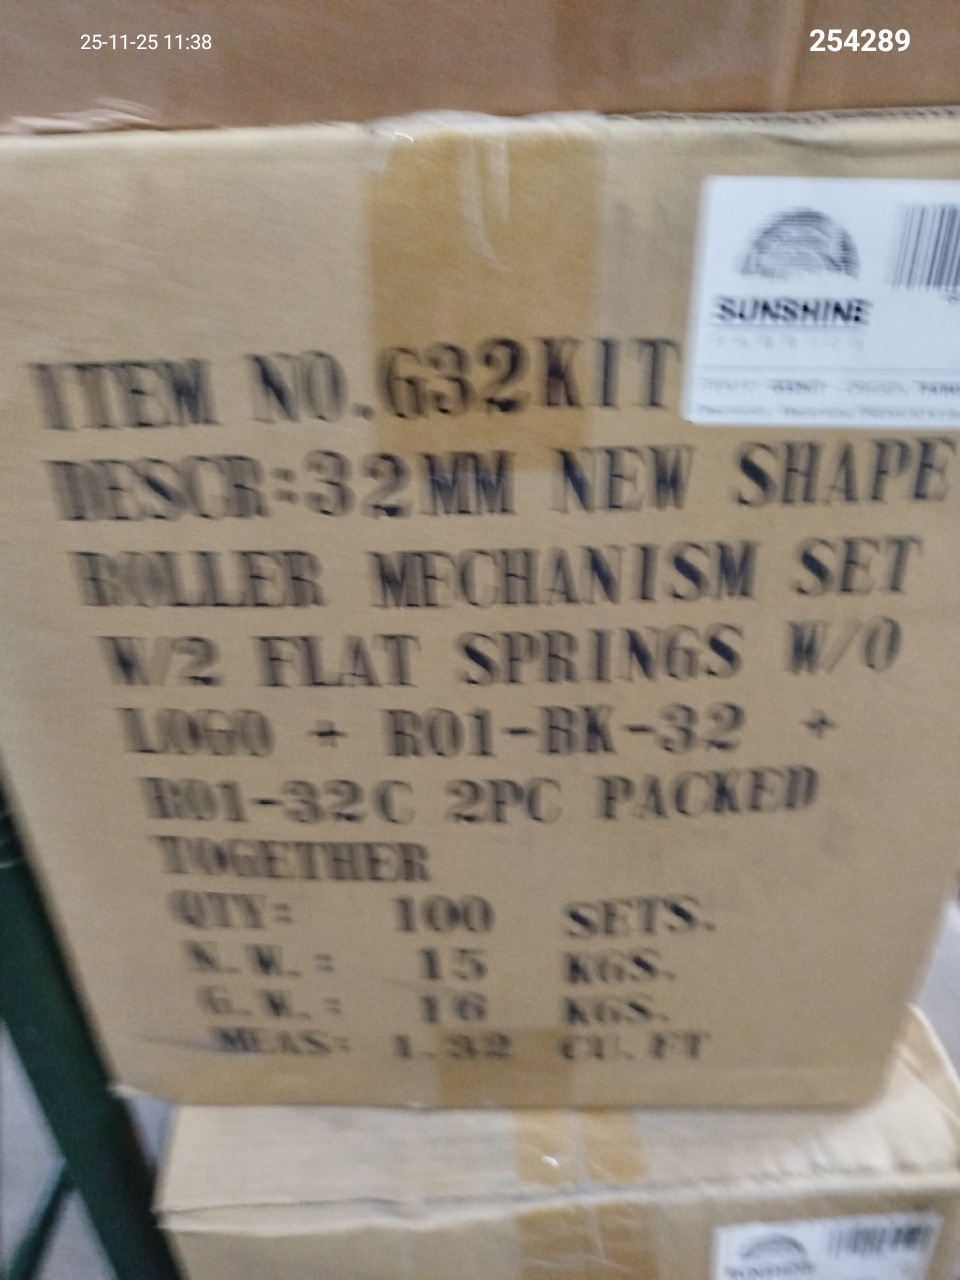 25-11-25 11:38
254289
SUNSHINE
ITEM NO.G32KIT
DESCR:32MM NEW SHAPE
ROLLER MECHANISM SET
W/2 FLAT SPRINGS W/O
LOGO + R01-BK-32 +
R01-32C 2PC PACKED
TOGETHER
QTY: 100 SETS.
N.W.: 15 KGS.
G.W.: 16 KGS.
MEAS: 1.32 CU.FT
SUNSHINE